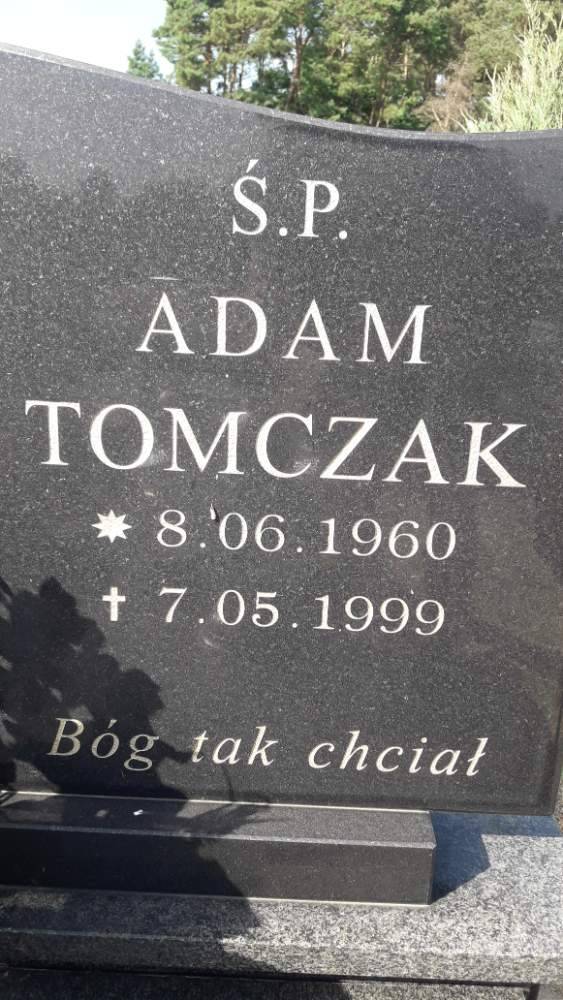 Ś.P.
ADAM
TOMCZAK
* 8.06.1960
✝ 7.05.1999
Bóg tak chciał